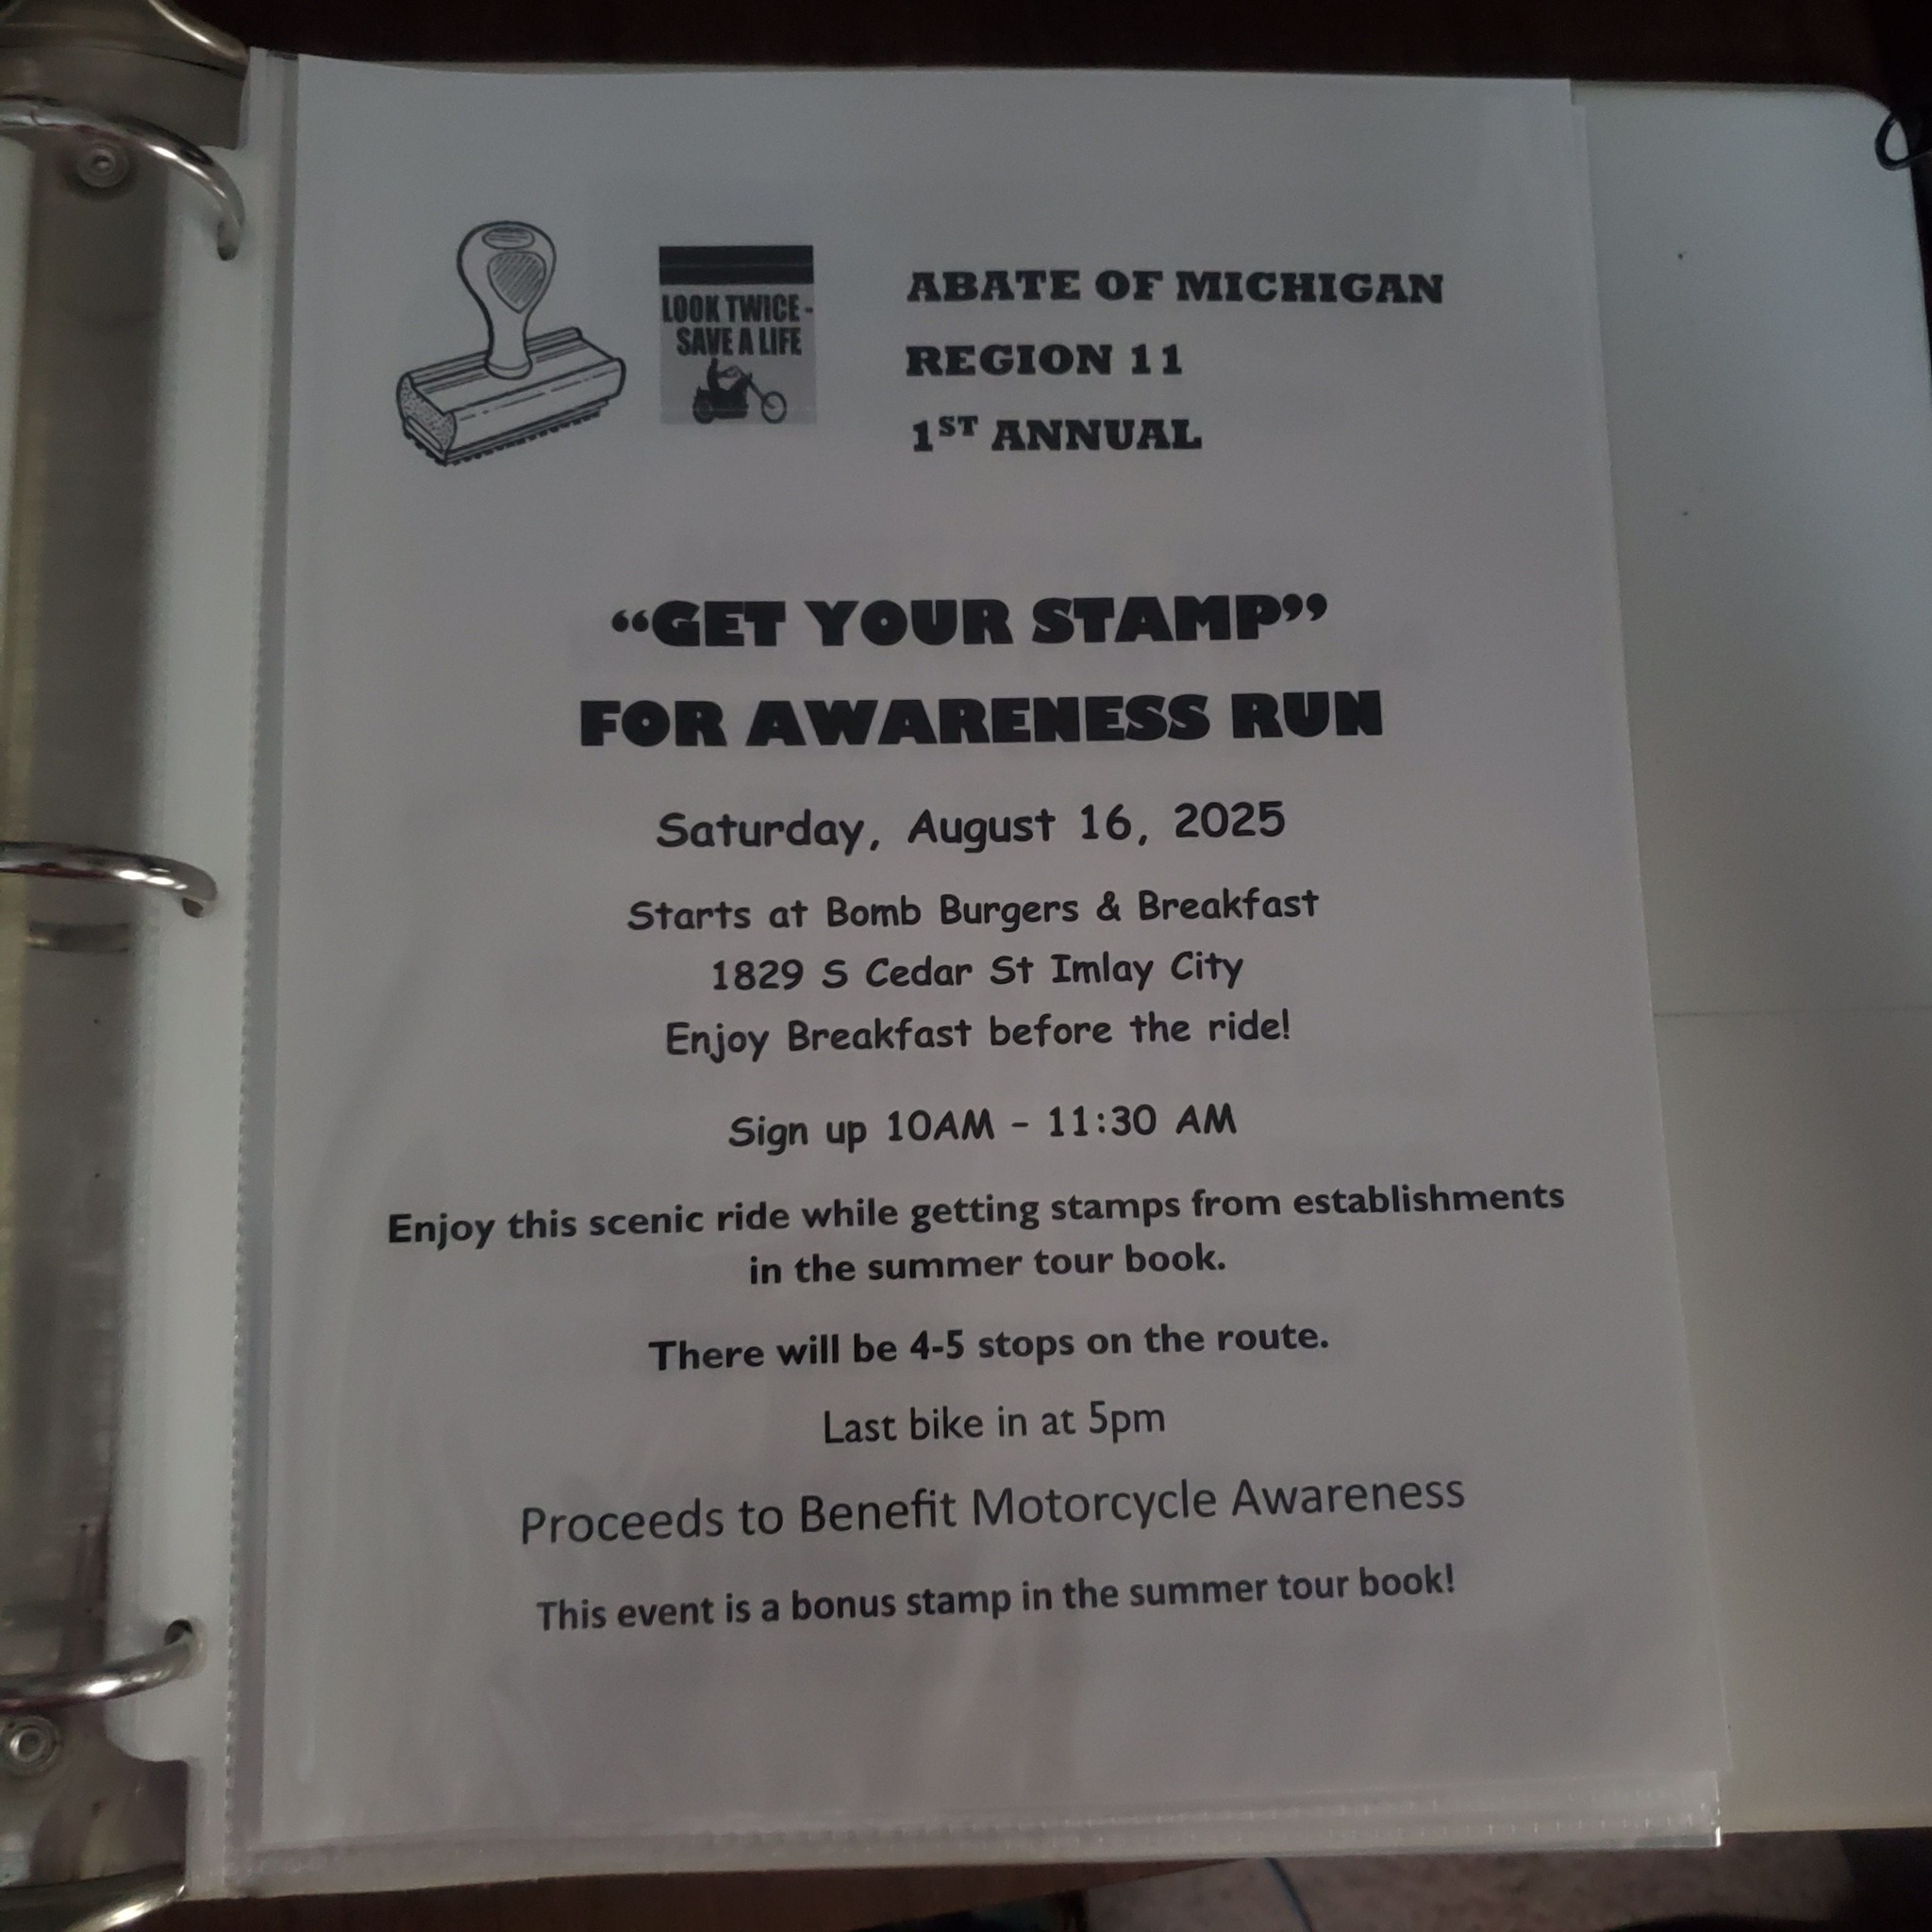 LOOK TWICE -
SAVE A LIFE
ABATE OF MICHIGAN
REGION 11
1ST ANNUAL
“GET YOUR STAMP”
FOR AWARENESS RUN
Saturday, August 16, 2025
Starts at Bomb Burgers & Breakfast
1829 S Cedar St Imlay City
Enjoy Breakfast before the ride!
Sign up 10AM - 11:30 AM
Enjoy this scenic ride while getting stamps from establishments
in the summer tour book.
There will be 4-5 stops on the route.
Last bike in at 5pm
Proceeds to Benefit Motorcycle Awareness
This event is a bonus stamp in the summer tour book!